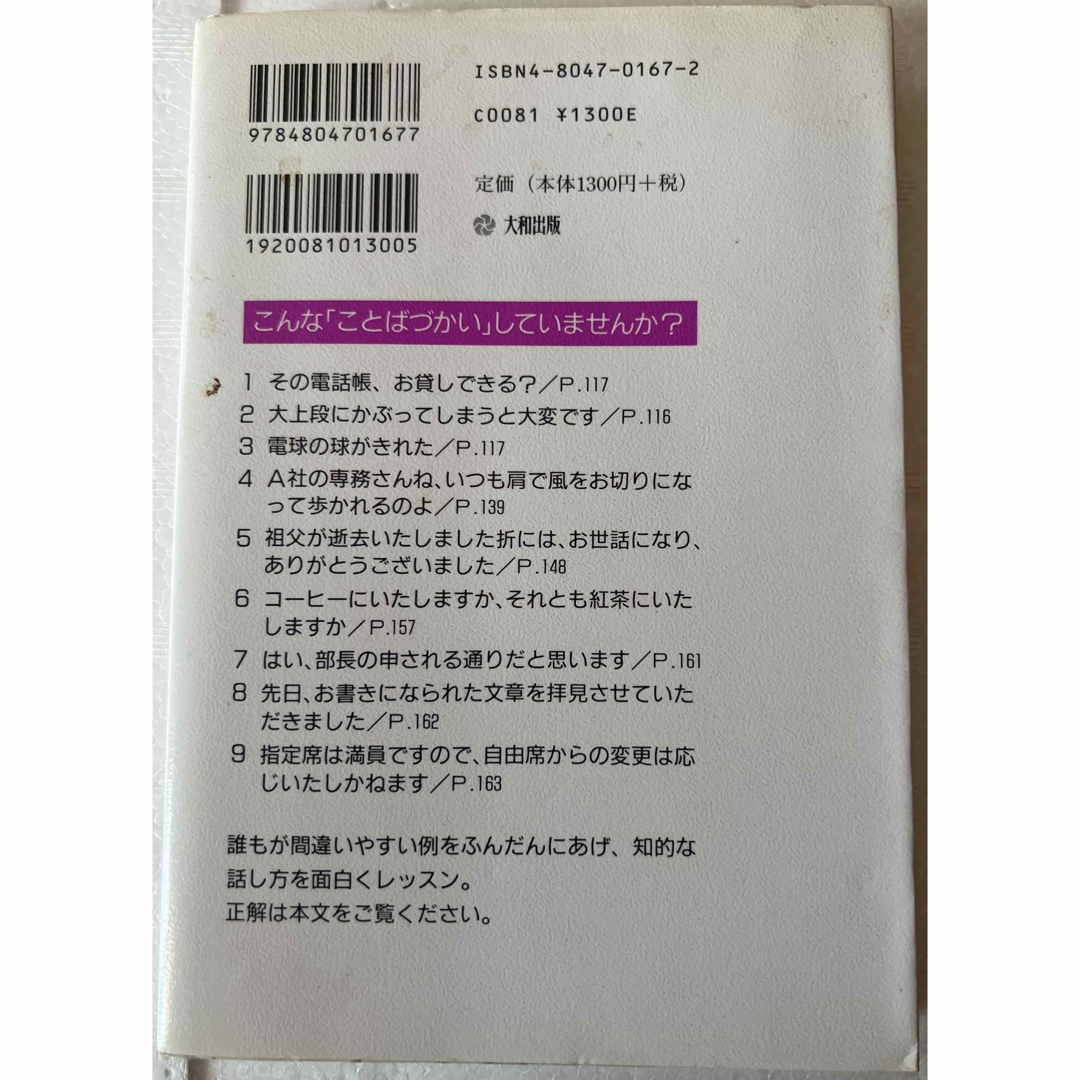 ISBN4-8047-0167-2
9784804701677
C0081 ¥1300E
定価（本体1300円＋税）
大和出版
1920081013005
こんな「ことばづかい」していませんか？
1 その電話帳、お貸しできる？／P.117
2 大上段にかぶってしまうと大変です／P.116
3 電球の球がきれた／P.117
4 A社の専務さんね、いつも肩で風をお切りにな
って歩かれるのよ／P.139
5 祖父が逝去いたしました折には、お世話になり、
ありがとうございました／P.148
6 コーヒーにいたしますか、それとも紅茶にいた
しますか／P.157
7 はい、部長の申される通りだと思います／P.161
8 先日、お書きになられた文章を拝見させていた
だきました／P.162
9 指定席は満員ですので、自由席からの変更は応
じいたしかねます／P.163
誰もが間違いやすい例をふんだんにあげ、知的な
話し方を面白くレッスン。
正解は本文をご覧ください。